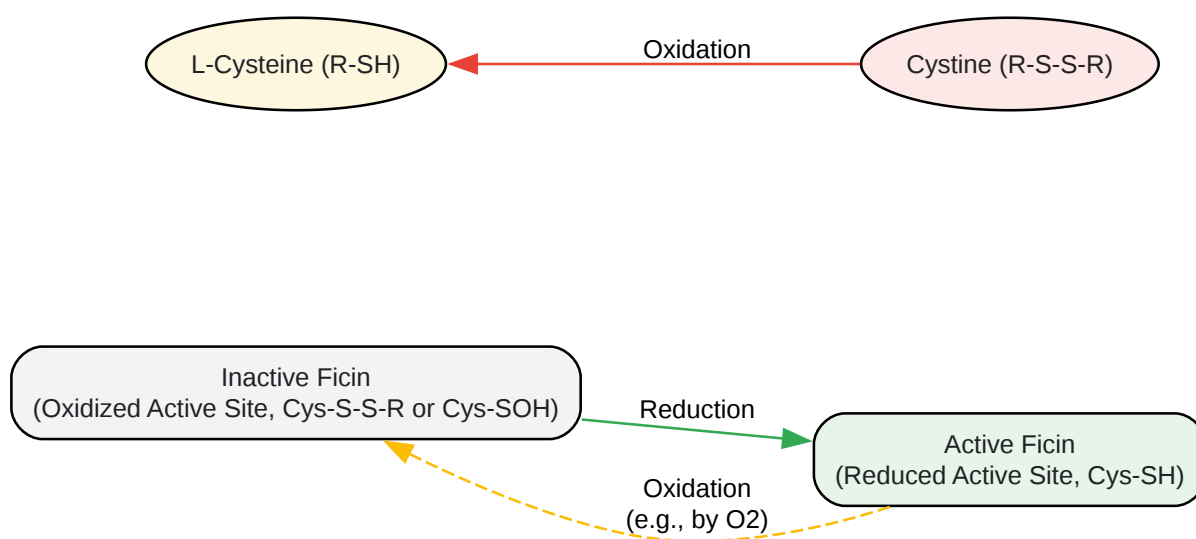 L-Cysteine (R-SH)
Oxidation
Cystine (R-S-S-R)
Inactive Ficin
(Oxidized Active Site, Cys-S-S-R or Cys-SOH)
Reduction
Active Ficin
(Reduced Active Site, Cys-SH)
Oxidation
(e.g., by O2)